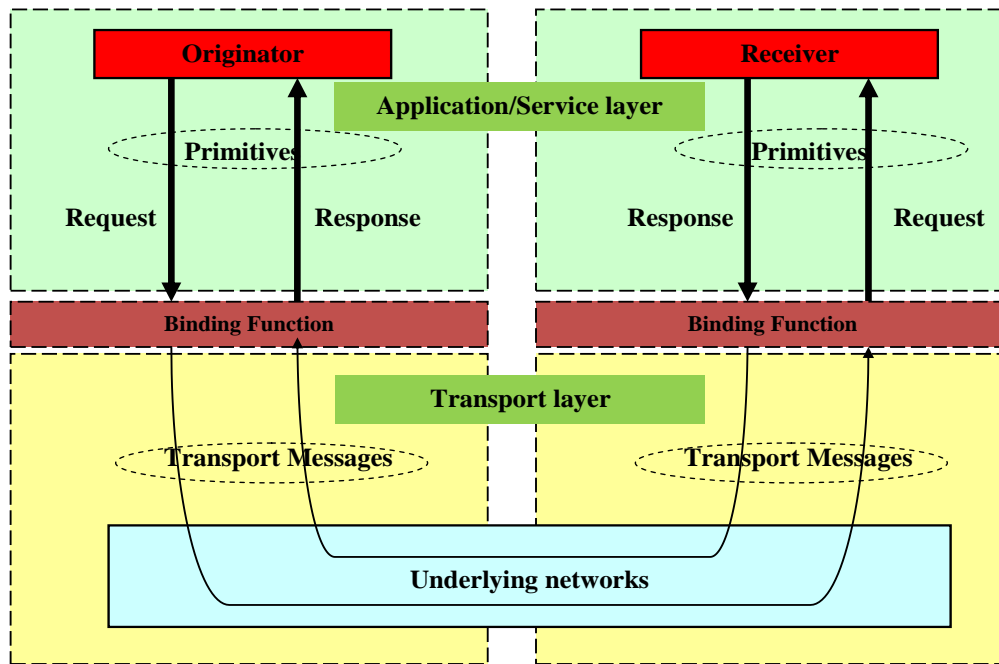 Originator
Receiver
Application/Service layer
Primitives
Primitives
Request
Response
Response
Request
Binding Function
Binding Function
Transport layer
Transport Messages
Transport Messages
Underlying networks